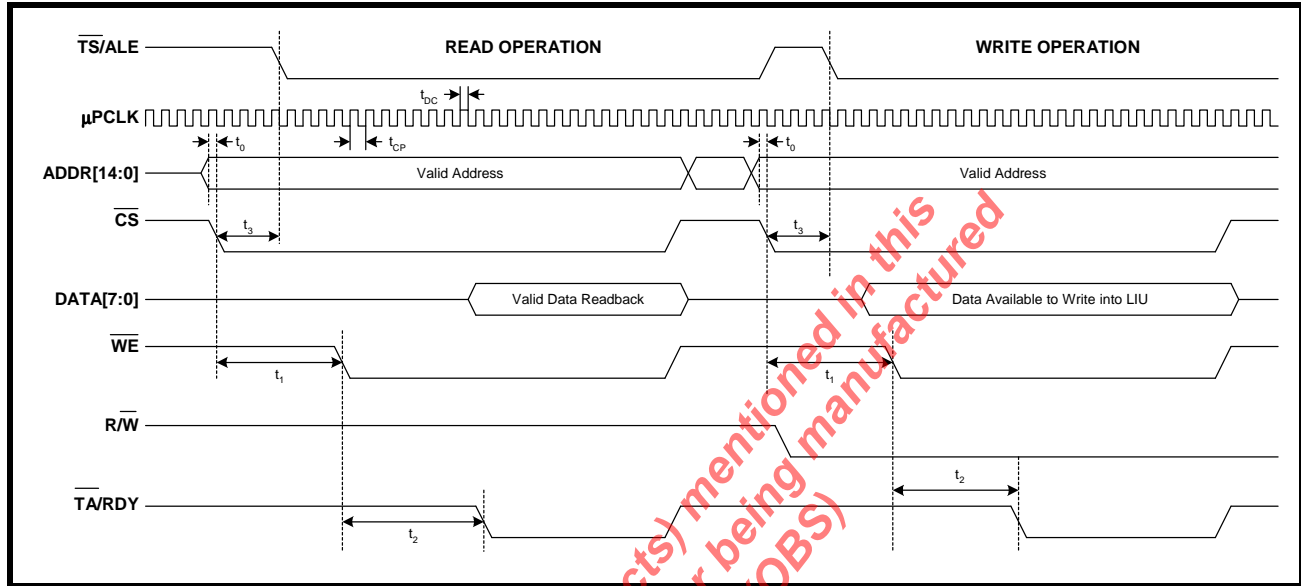 TS/ALE
READ OPERATION
WRITE OPERATION
tDC
µPCLK
t0
tCP
t0
ADDR[14:0]
Valid Address
Valid Address
CS
t3
t3
DATA[7:0]
Valid Data Readback
Data Available to Write into LIU
WE
t1
t1
R/W
t2
TA/RDY
t2
mentioned in this
being manufactured
OBS)